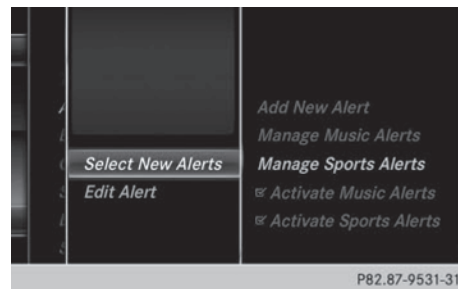 Add New Alert
Manage Music Alerts
Select New Alerts
Manage Sports Alerts
Edit Alert
Activate Music Alerts
Activate Sports Alerts
P82.87-9531-31